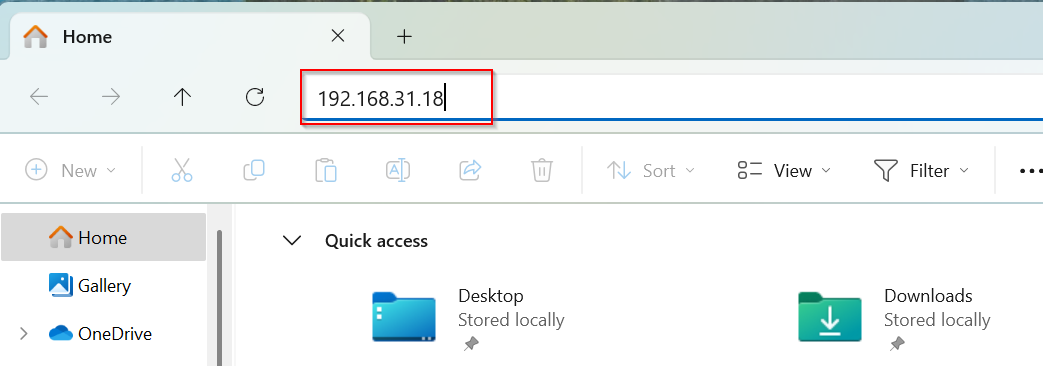 Home
192.168.31.18
New
Sort
View
Filter
Home
Quick access
Gallery
Desktop
Stored locally
Downloads
Stored locally
OneDrive